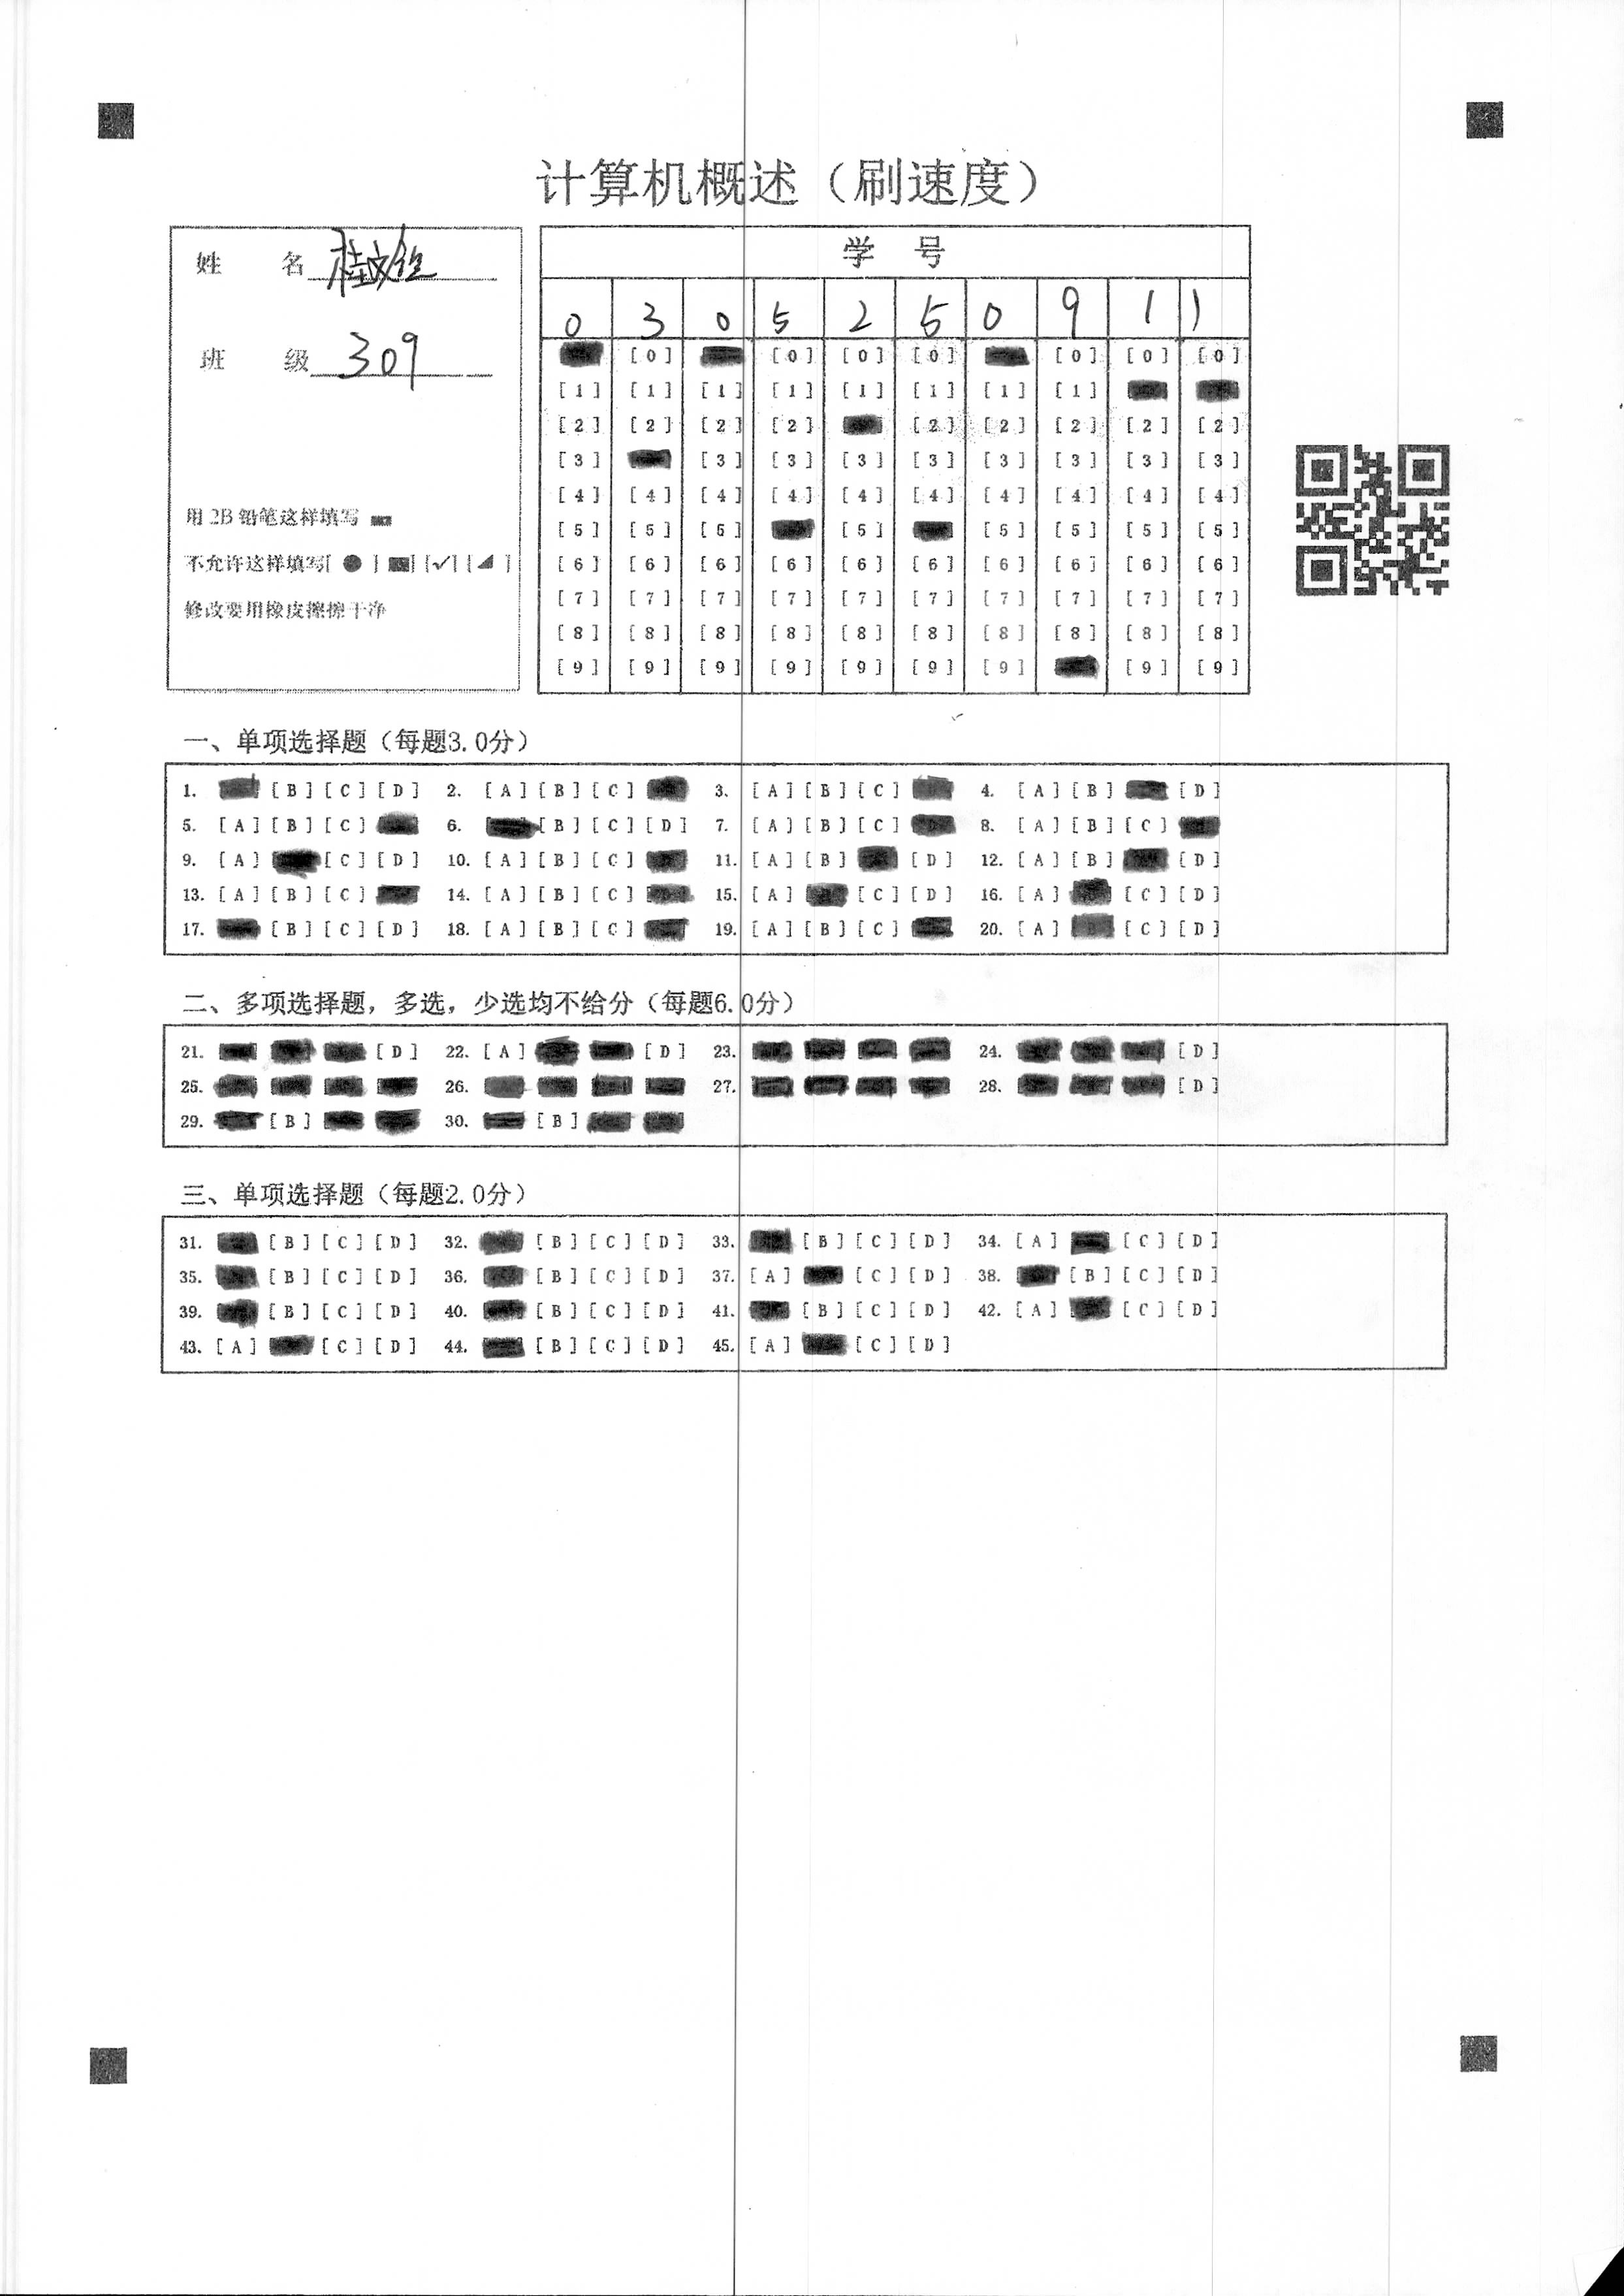 计算机概述（刷速度）
姓 名
班 级 309
用 2B 铅笔这样填写
不允许这样填写[ ● ] [ ] [✓] [ ]
修改要用橡皮擦擦干净
学 号
0 3 0 5 2 5 0 9 1 1
[0] [0] [0] [0] [0] [0] [0]
[1] [1] [1] [1] [1] [1] [1] [1]
[2] [2] [2] [2] [2] [2] [2] [2] [2]
[3] [3] [3] [3] [3] [3] [3] [3] [3]
[4] [4] [4] [4] [4] [4] [4] [4] [4] [4]
[5] [5] [5] [5] [5] [5] [5] [5]
[6] [6] [6] [6] [6] [6] [6] [6] [6] [6]
[7] [7] [7] [7] [7] [7] [7] [7] [7] [7]
[8] [8] [8] [8] [8] [8] [8] [8] [8] [8]
[9] [9] [9] [9] [9] [9] [9] [9] [9]
一、单项选择题（每题3.0分）
1. [B] [C] [D] 2. [A] [B] [C] 3. [A] [B] [C] 4. [A] [B] [D]
5. [A] [B] [C] 6. [B] [C] [D] 7. [A] [B] [C] 8. [A] [B] [C]
9. [A] [C] [D] 10. [A] [B] [C] 11. [A] [B] [D] 12. [A] [B] [D]
13. [A] [B] [C] 14. [A] [B] [C] 15. [A] [C] [D] 16. [A] [C] [D]
17. [B] [C] [D] 18. [A] [B] [C] 19. [A] [B] [C] 20. [A] [C] [D]
二、多项选择题，多选，少选均不给分（每题6.0分）
21. [D] 22. [A] [D] 23. 24. [D]
25. 26. 27. 28. [D]
29. [B] 30. [B]
三、单项选择题（每题2.0分）
31. [B] [C] [D] 32. [B] [C] [D] 33. [B] [C] [D] 34. [A] [C] [D]
35. [B] [C] [D] 36. [B] [C] [D] 37. [A] [C] [D] 38. [B] [C] [D]
39. [B] [C] [D] 40. [B] [C] [D] 41. [B] [C] [D] 42. [A] [C] [D]
43. [A] [C] [D] 44. [B] [C] [D] 45. [A] [C] [D]